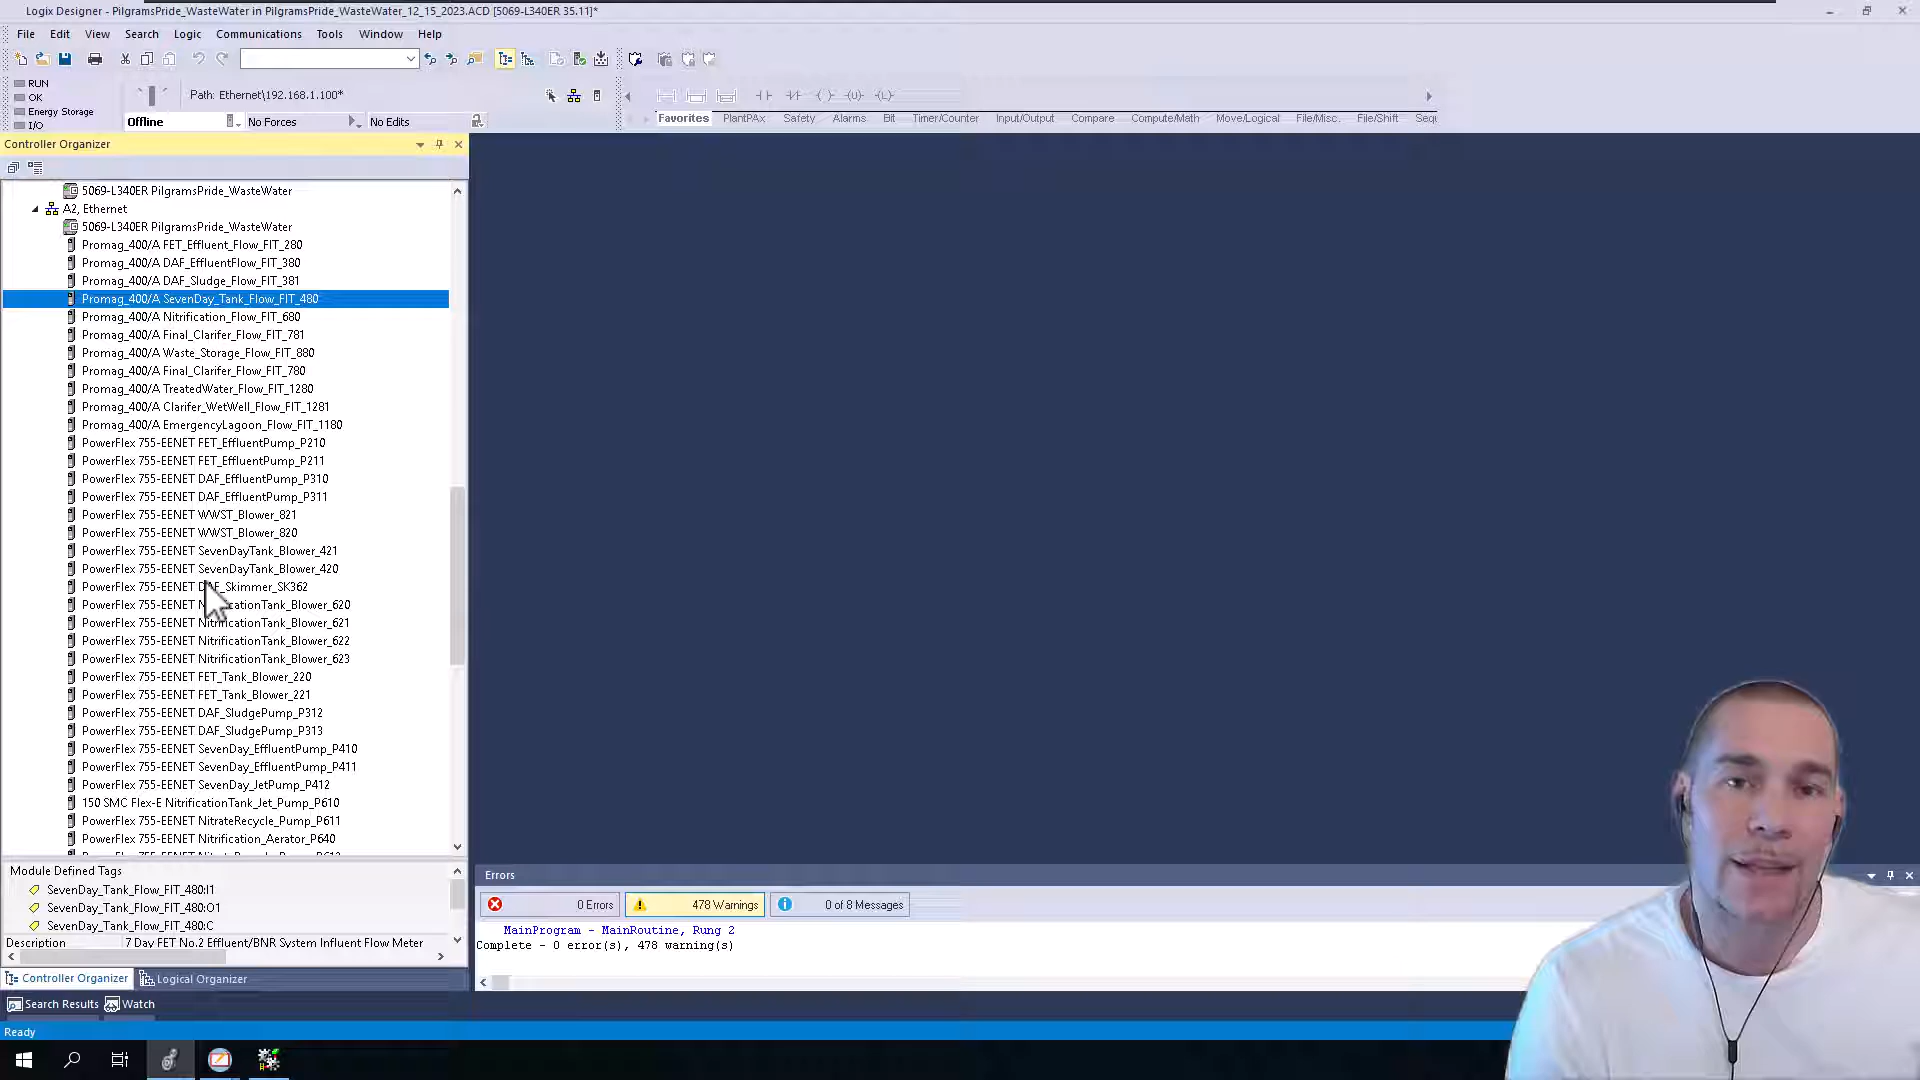 Logix Designer - PilgramsPride_WasteWater in PilgramsPride_WasteWater_12_15_2023.ACD [5069-L340ER 35.11]*
File Edit View Search Logic Communications Tools Window Help
RUN
OK
Energy Storage
I/O
Path: Ethernet\192.168.1.100*
Offline No Forces No Edits
Favorites PlantPAx Safety Alarms Bit Timer/Counter Input/Output Compare Compute/Math Move/Logical File/Misc. File/Shift Sequ
Controller Organizer
5069-L340ER PilgramsPride_WasteWater
A2, Ethernet
5069-L340ER PilgramsPride_WasteWater
Promag_400/A FET_Effluent_Flow_FIT_280
Promag_400/A DAF_EffluentFlow_FIT_380
Promag_400/A DAF_Sludge_Flow_FIT_381
Promag_400/A SevenDay_Tank_Flow_FIT_480
Promag_400/A Nitrification_Flow_FIT_680
Promag_400/A Final_Clarifer_Flow_FIT_781
Promag_400/A Waste_Storage_Flow_FIT_880
Promag_400/A Final_Clarifer_Flow_FIT_780
Promag_400/A TreatedWater_Flow_FIT_1280
Promag_400/A Clarifer_WetWell_Flow_FIT_1281
Promag_400/A EmergencyLagoon_Flow_FIT_1180
PowerFlex 755-EENET FET_EffluentPump_P210
PowerFlex 755-EENET FET_EffluentPump_P211
PowerFlex 755-EENET DAF_EffluentPump_P310
PowerFlex 755-EENET DAF_EffluentPump_P311
PowerFlex 755-EENET WWST_Blower_821
PowerFlex 755-EENET WWST_Blower_820
PowerFlex 755-EENET SevenDayTank_Blower_421
PowerFlex 755-EENET SevenDayTank_Blower_420
PowerFlex 755-EENET DAF_Skimmer_SK362
PowerFlex 755-EENET NitrificationTank_Blower_620
PowerFlex 755-EENET NitrificationTank_Blower_621
PowerFlex 755-EENET NitrificationTank_Blower_622
PowerFlex 755-EENET NitrificationTank_Blower_623
PowerFlex 755-EENET FET_Tank_Blower_220
PowerFlex 755-EENET FET_Tank_Blower_221
PowerFlex 755-EENET DAF_SludgePump_P312
PowerFlex 755-EENET DAF_SludgePump_P313
PowerFlex 755-EENET SevenDay_EffluentPump_P410
PowerFlex 755-EENET SevenDay_EffluentPump_P411
PowerFlex 755-EENET SevenDay_JetPump_P412
150 SMC Flex-E NitrificationTank_Jet_Pump_P610
PowerFlex 755-EENET NitrateRecycle_Pump_P611
PowerFlex 755-EENET Nitrification_Aerator_P640
Module Defined Tags
SevenDay_Tank_Flow_FIT_480:I1
SevenDay_Tank_Flow_FIT_480:O1
SevenDay_Tank_Flow_FIT_480:C
Description 7 Day FET No.2 Effluent/BNR System Influent Flow Meter
Controller Organizer Logical Organizer
Errors
0 Errors 478 Warnings 0 of 8 Messages
MainProgram - MainRoutine, Rung 2
Complete - 0 error(s), 478 warning(s)
Search Results Watch
Ready